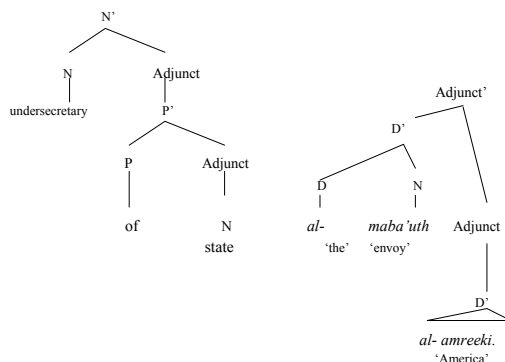 N’
N Adjunct
undersecretary
P’
P Adjunct
of N
state
Adjunct’
D’
D N
al- maba’uth Adjunct
‘the’ ‘envoy’
D’
al- amreeki.
‘America’